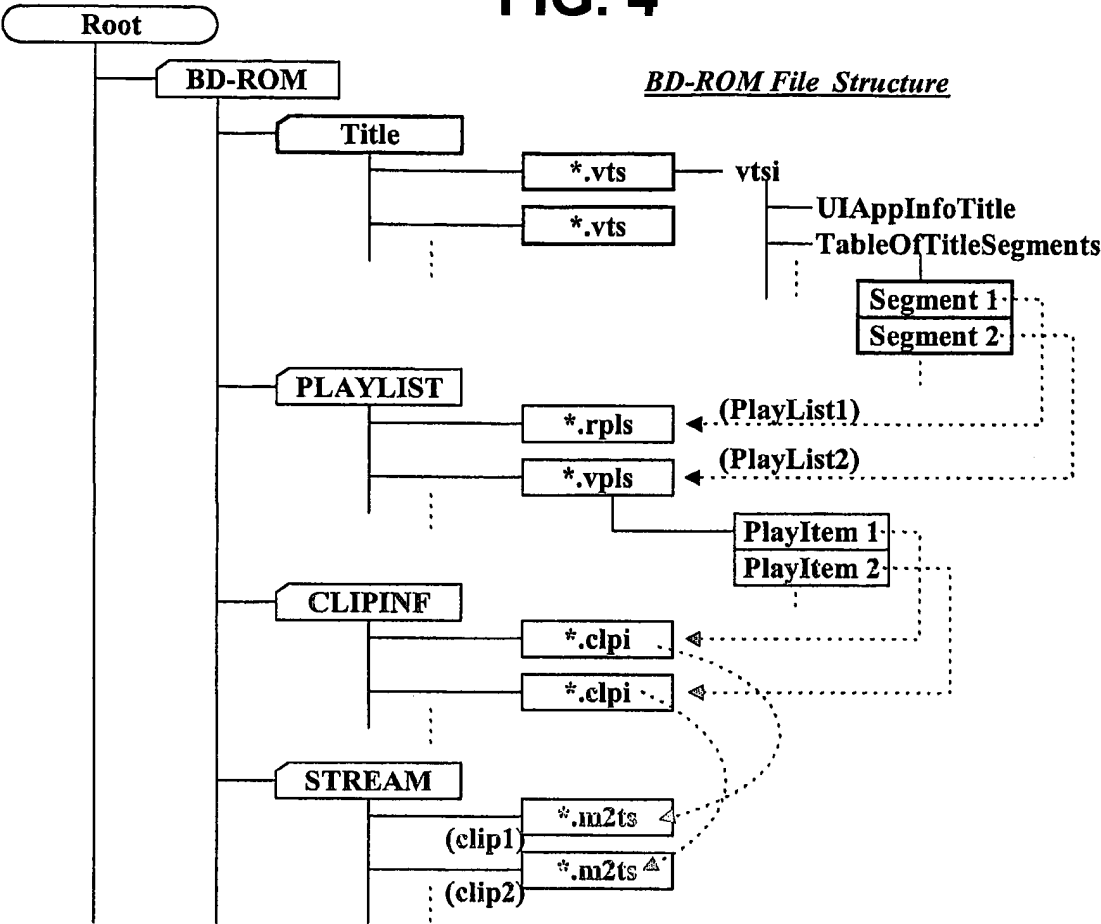 FIG. 4
Root
BD-ROM
BD-ROM File Structure
Title
*.vts
vtsi
*.vts
UIAppInfoTitle
TableOfTitleSegments
Segment 1
Segment 2
PLAYLIST
*.rpls
(PlayList1)
*.vpls
(PlayList2)
PlayItem 1
PlayItem 2
CLIPINF
*.clpi
*.clpi
STREAM
*.m2ts
(clip1)
*.m2ts
(clip2)